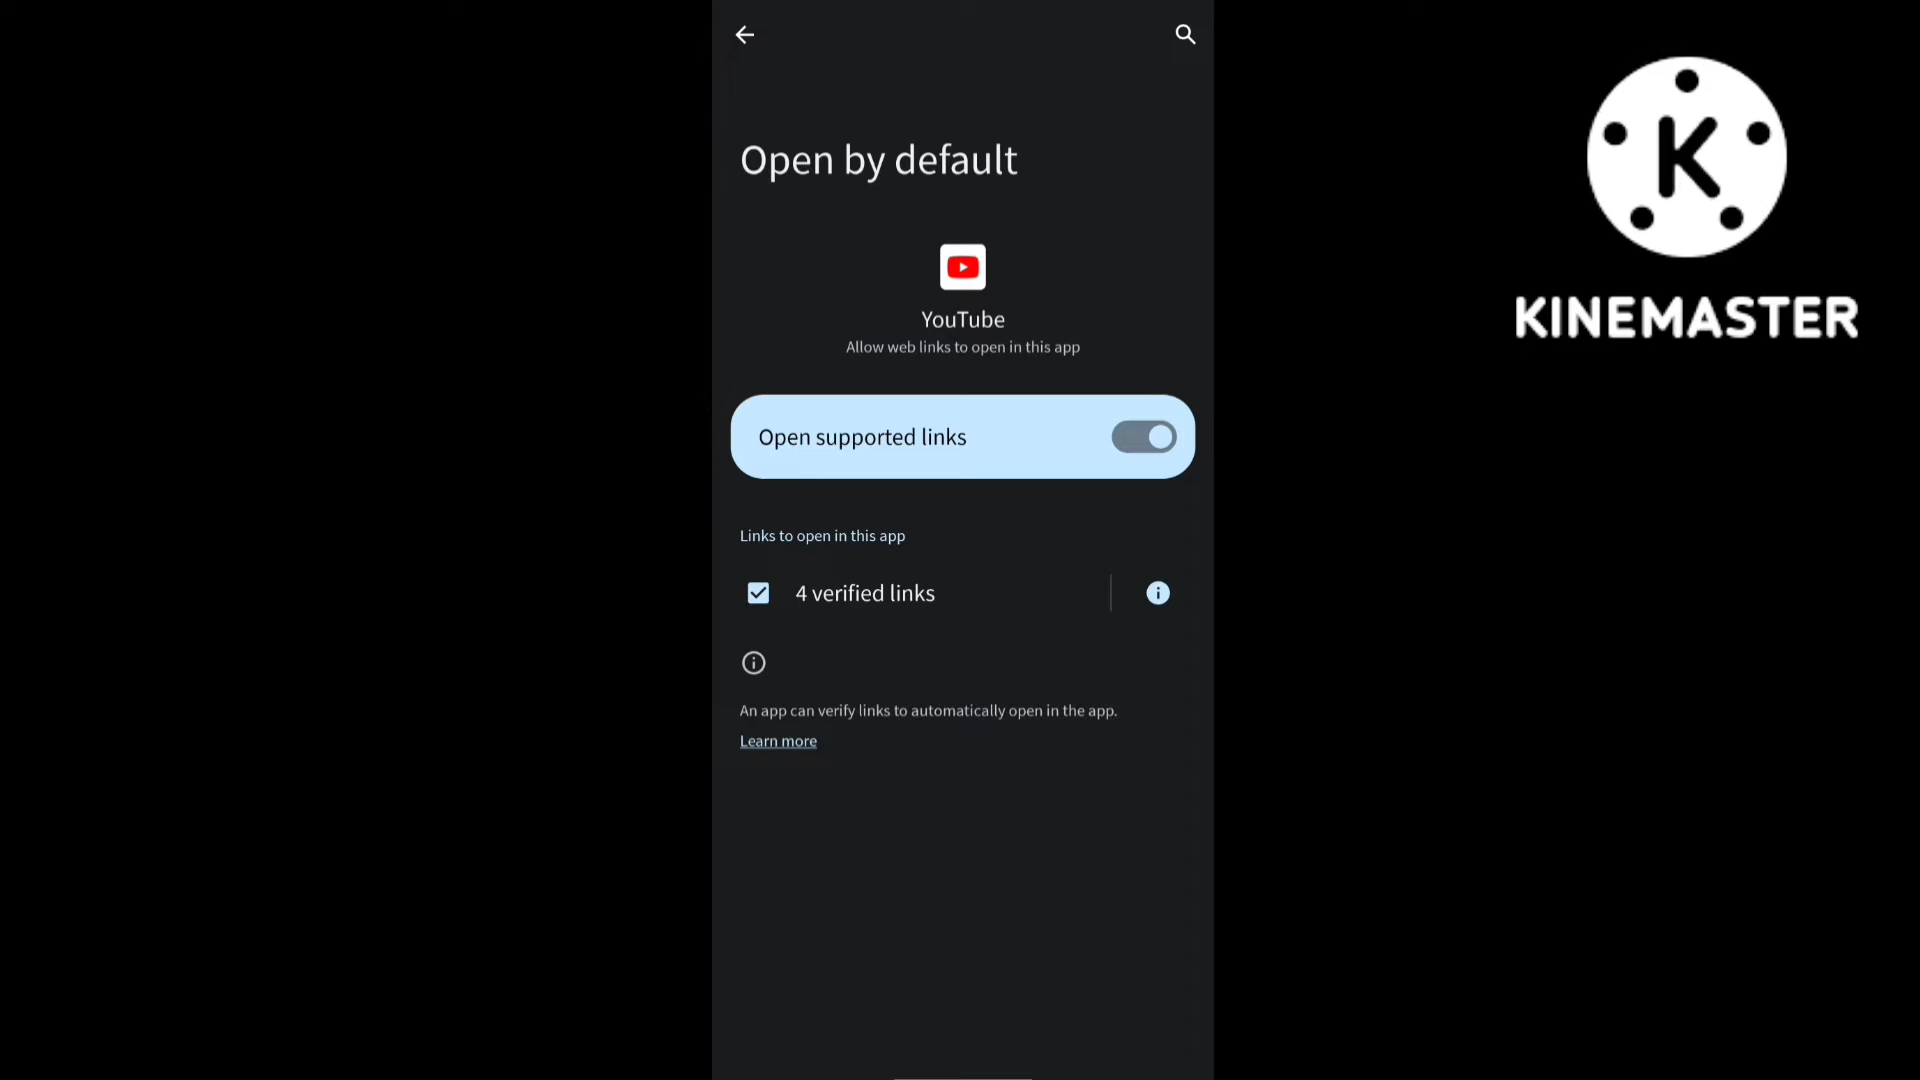 Open by default
YouTube
Allow web links to open in this app
Open supported links
Links to open in this app
4 verified links
An app can verify links to automatically open in the app.
Learn more
K
KINEMASTER